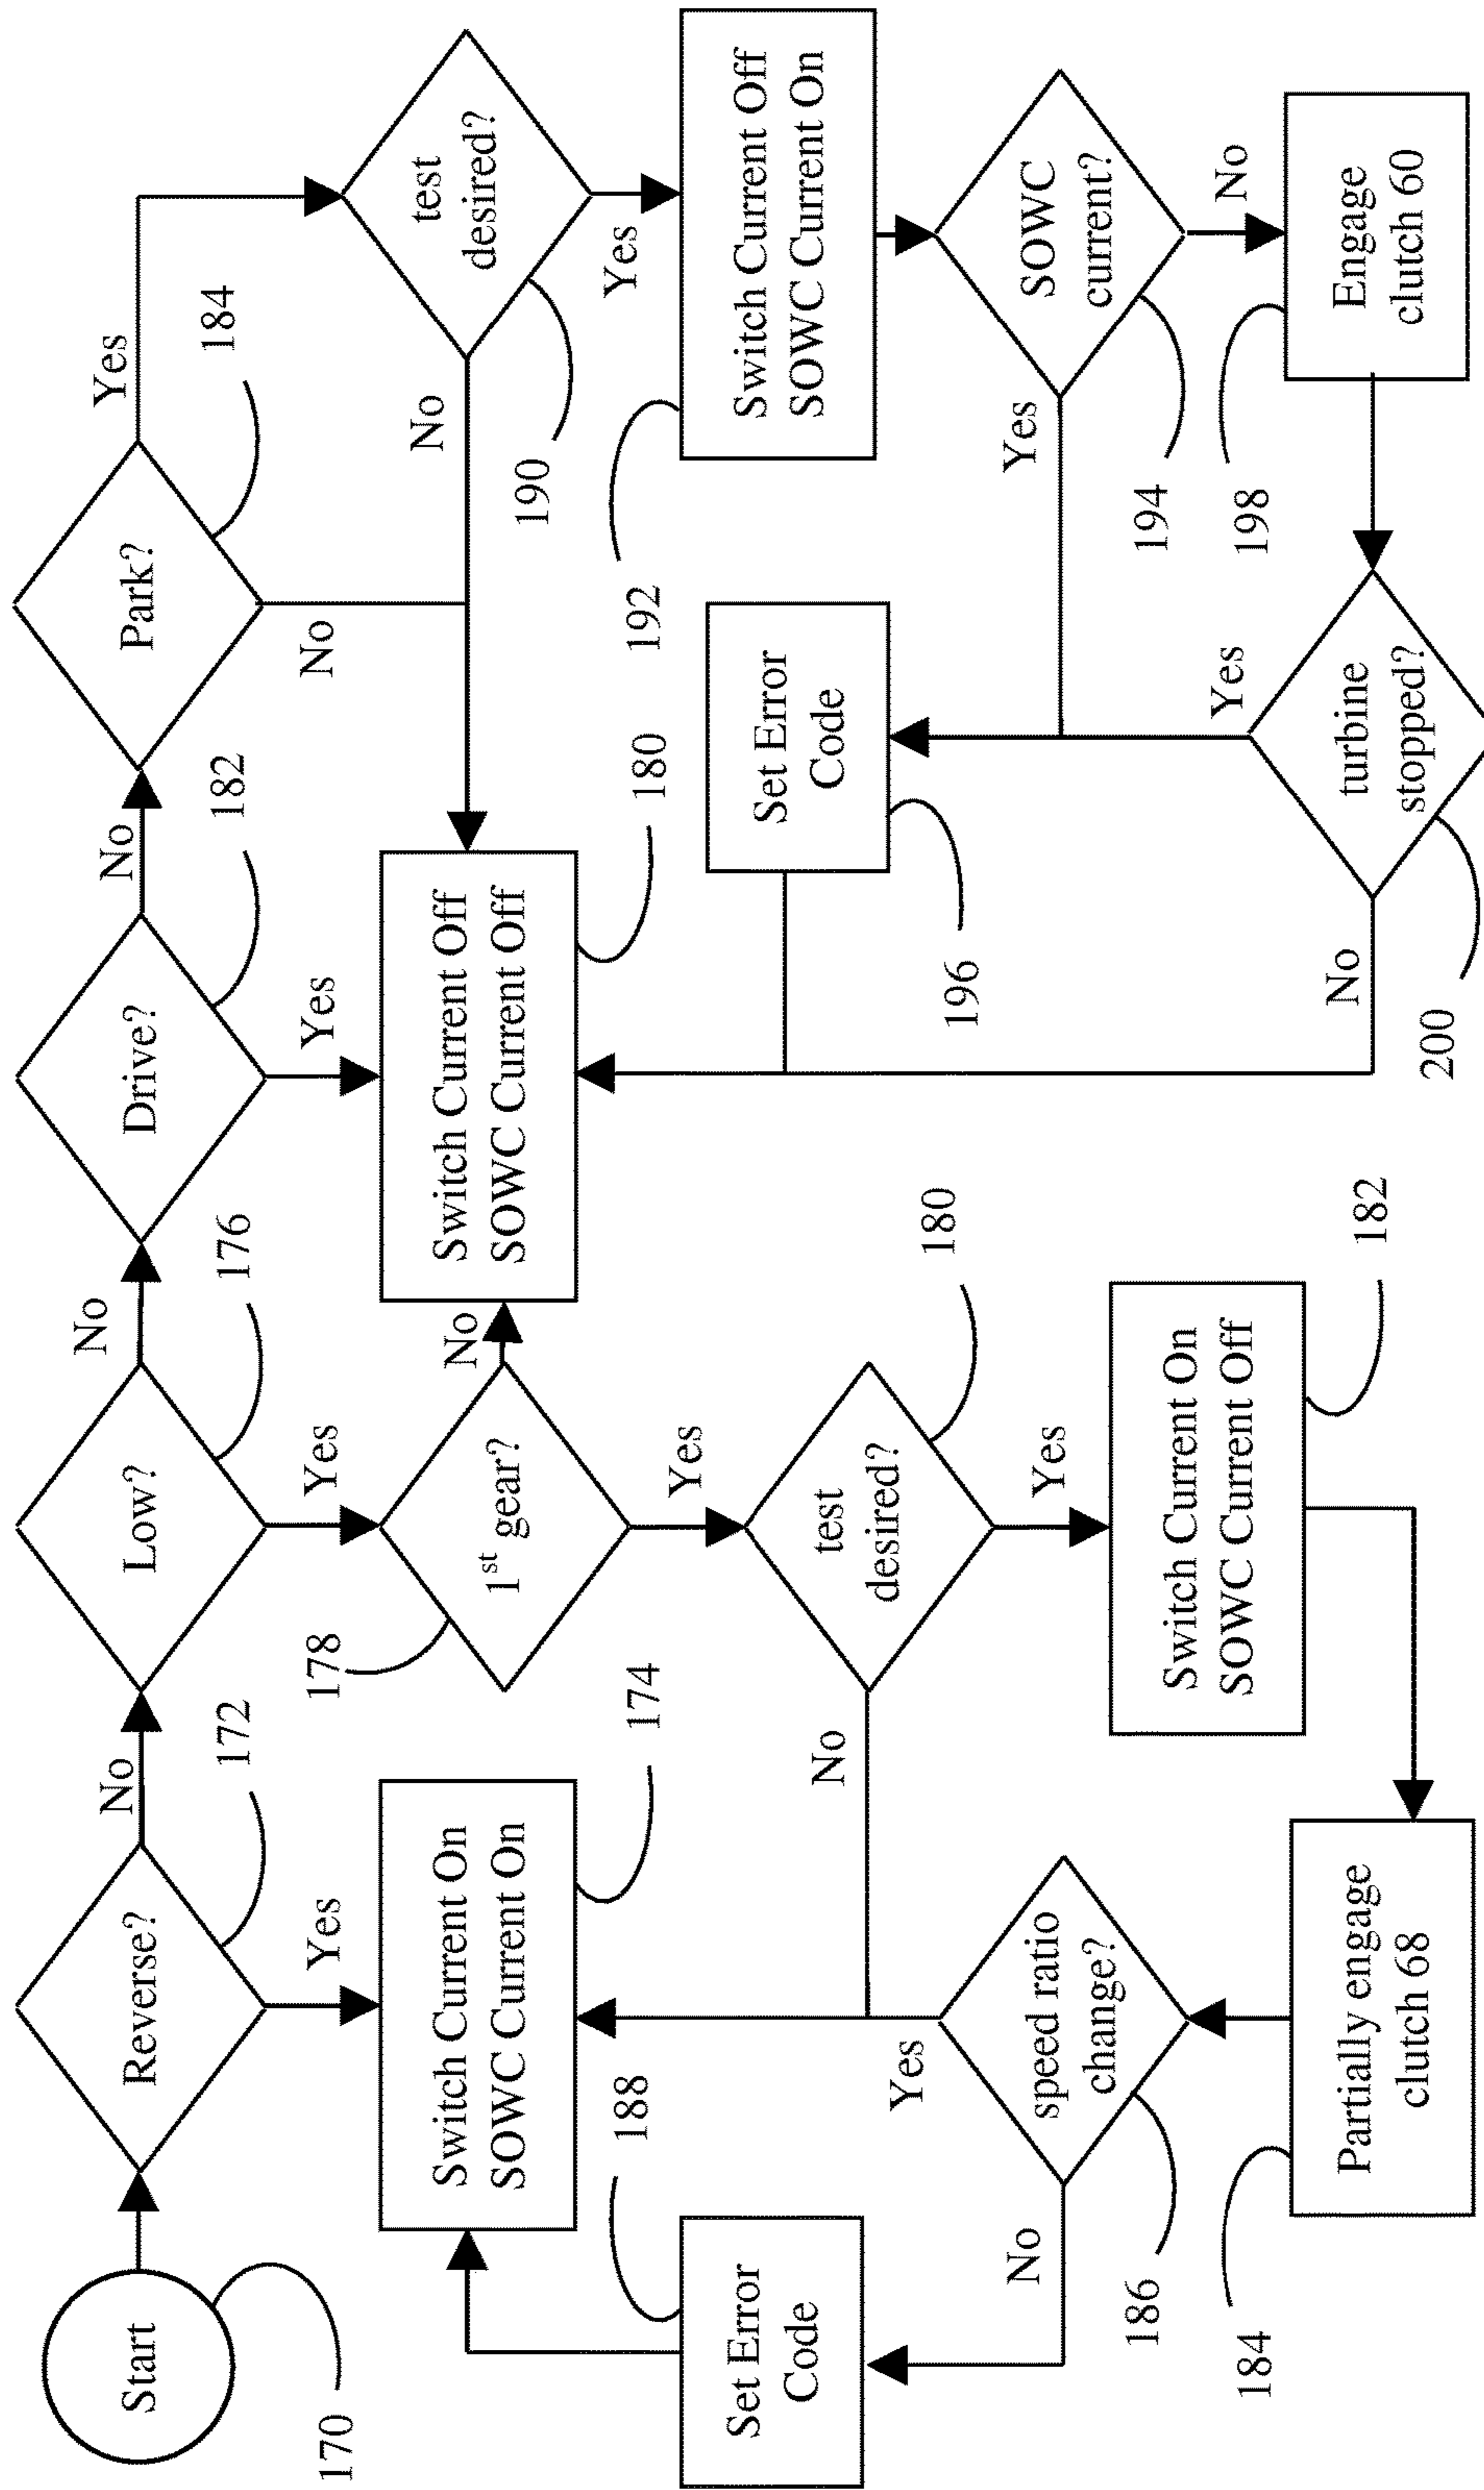 Start
170
Reverse?
172
No
Yes
Low?
176
No
Yes
Drive?
182
No
Yes
Park?
184
Yes
No
Switch Current On
SOWC Current On
174
178
1st gear?
No
Yes
Switch Current Off
SOWC Current Off
180
test
desired?
190
No
Yes
Set Error
Code
188
No
test
desired?
180
Yes
Set Error
Code
196
Switch Current Off
SOWC Current On
192
speed ratio
change?
186
Yes
No
Switch Current On
SOWC Current Off
182
SOWC
current?
194
Yes
No
Partially engage
clutch 68
184
turbine
stopped?
200
Yes
No
Engage
clutch 60
198